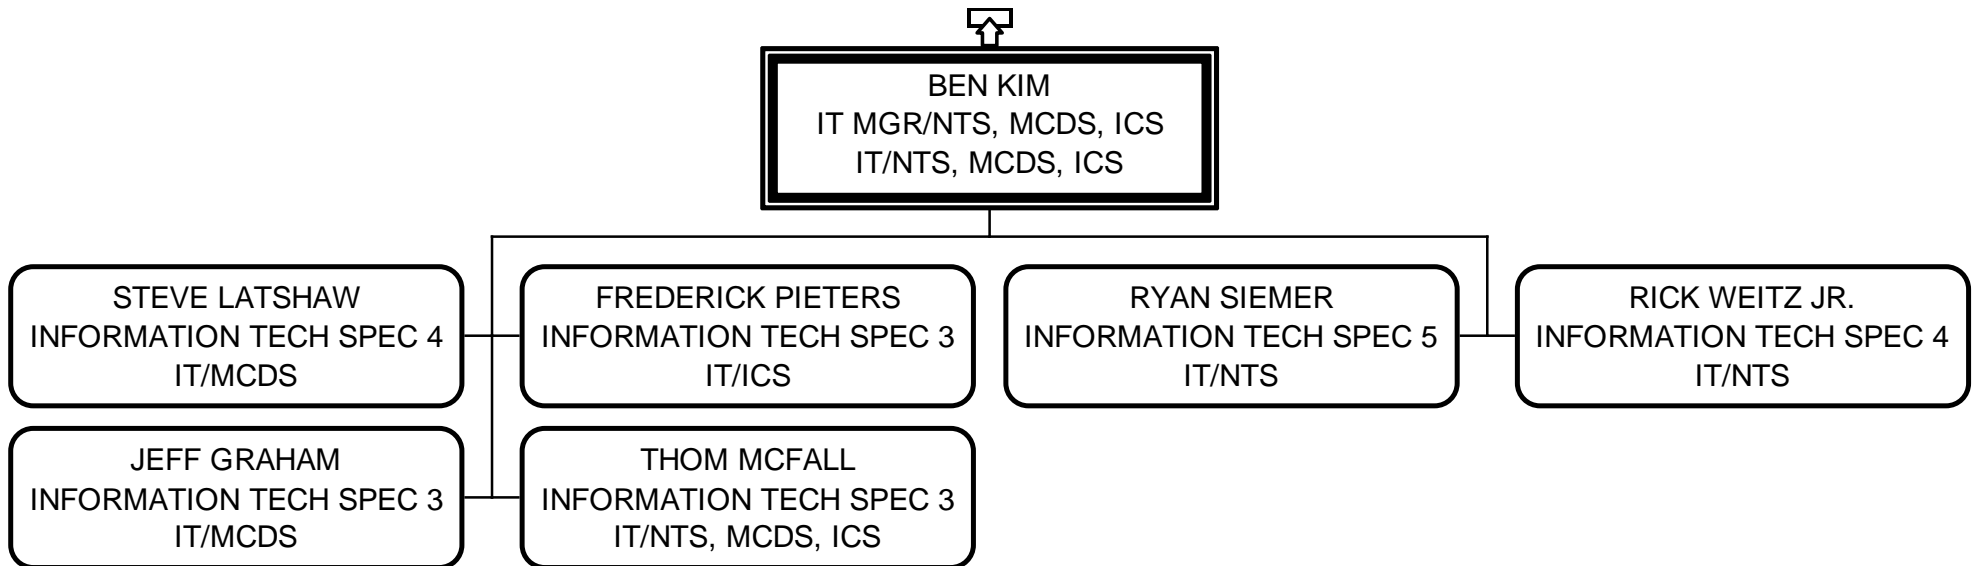 BEN KIM
IT MGR/NTS, MCDS, ICS
IT/NTS, MCDS, ICS
STEVE LATSHAW
INFORMATION TECH SPEC 4
IT/MCDS
FREDERICK PIETERS
INFORMATION TECH SPEC 3
IT/ICS
RYAN SIEMER
INFORMATION TECH SPEC 5
IT/NTS
RICK WEITZ JR.
INFORMATION TECH SPEC 4
IT/NTS
JEFF GRAHAM
INFORMATION TECH SPEC 3
IT/MCDS
THOM MCFALL
INFORMATION TECH SPEC 3
IT/NTS, MCDS, ICS